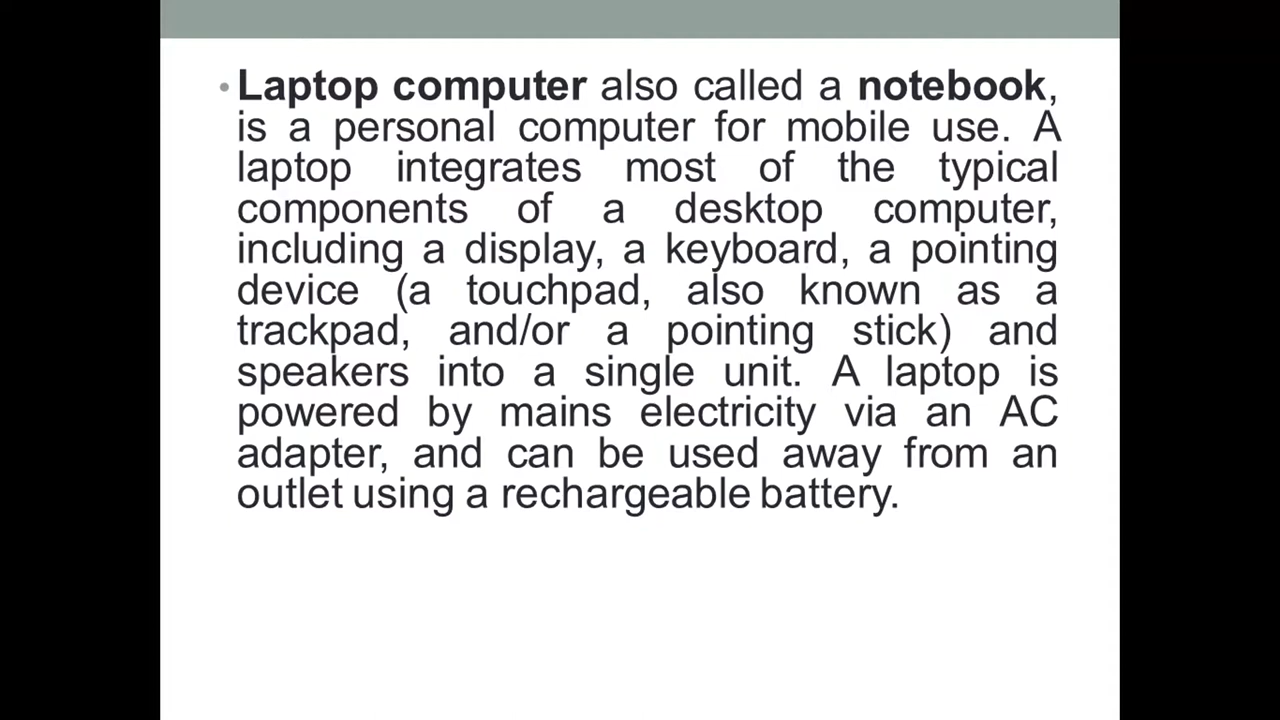 • Laptop computer also called a notebook,
is a personal computer for mobile use. A
laptop integrates most of the typical
components of a desktop computer,
including a display, a keyboard, a pointing
device (a touchpad, also known as a
trackpad, and/or a pointing stick) and
speakers into a single unit. A laptop is
powered by mains electricity via an AC
adapter, and can be used away from an
outlet using a rechargeable battery.